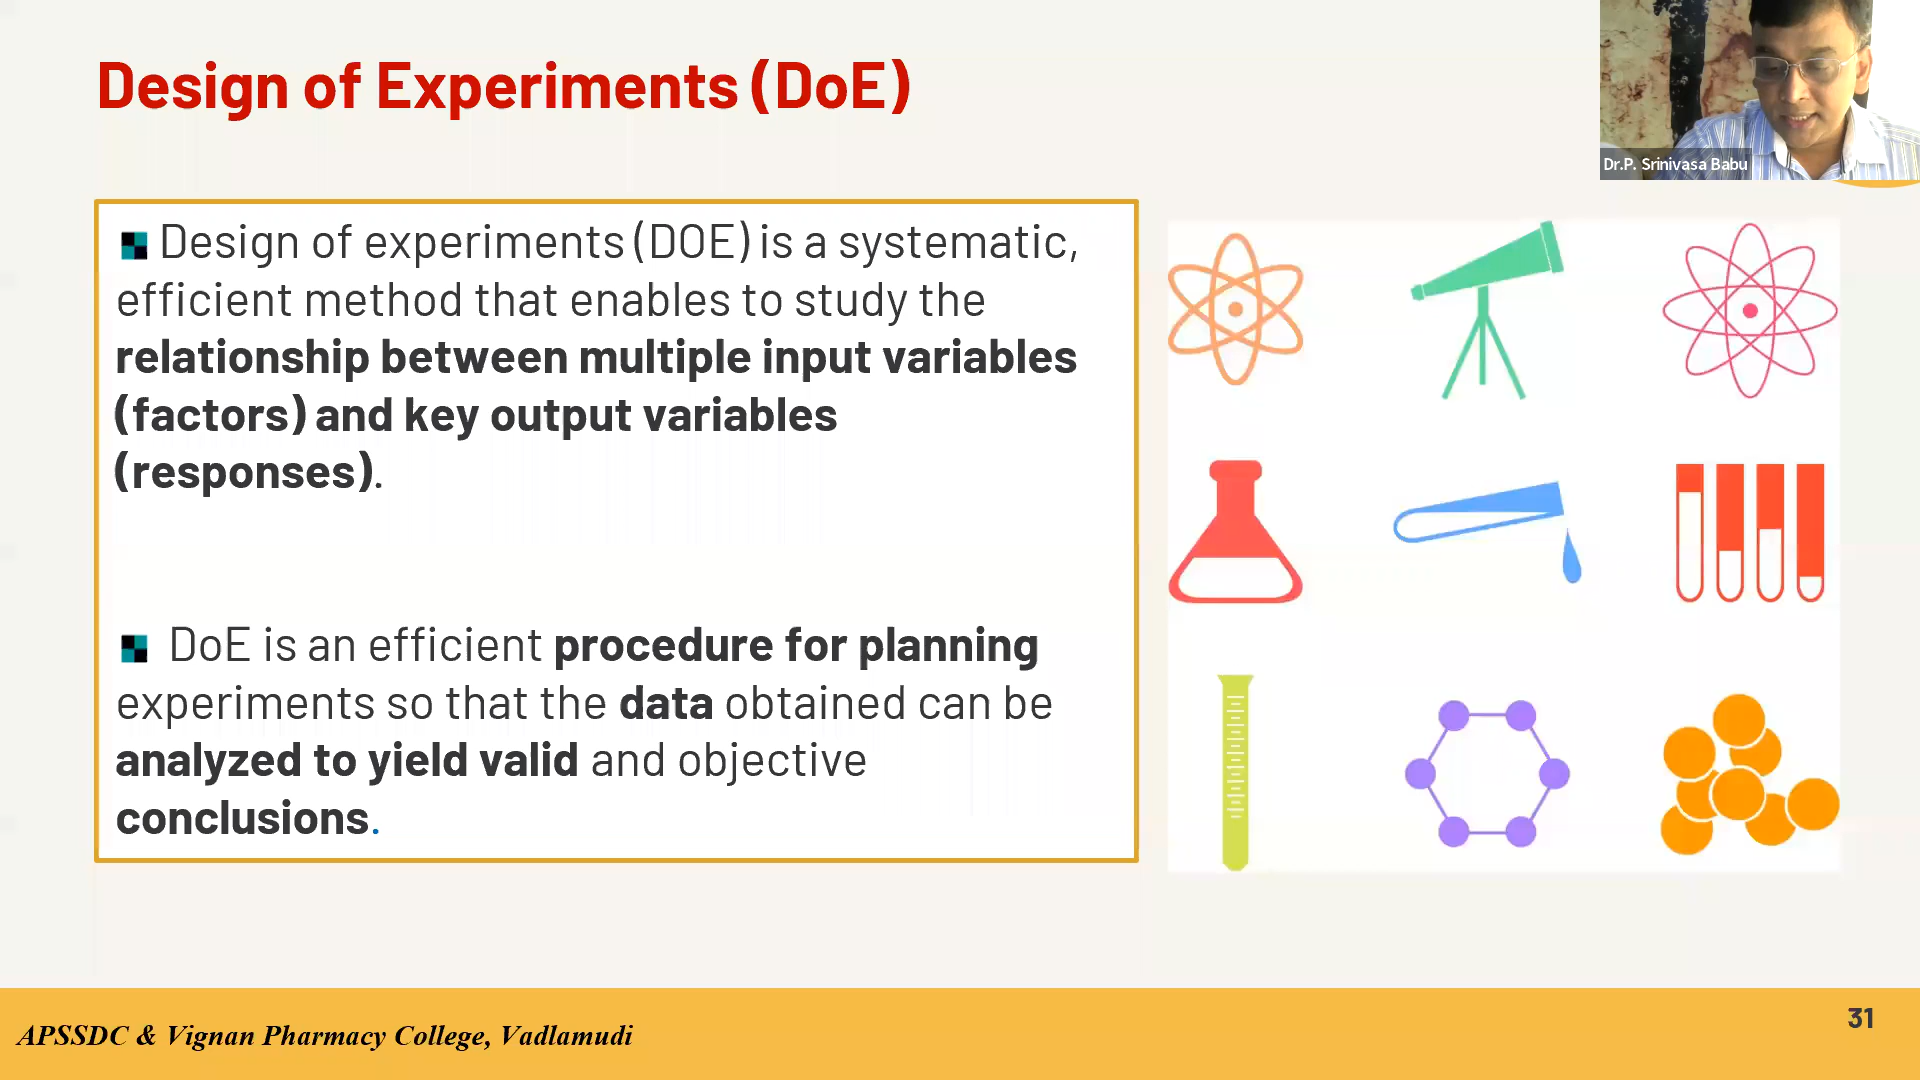 Design of Experiments (DoE)
Dr.P. Srinivasa Babu
Design of experiments (DOE) is a systematic,
efficient method that enables to study the
relationship between multiple input variables
(factors) and key output variables
(responses).
DoE is an efficient procedure for planning
experiments so that the data obtained can be
analyzed to yield valid and objective
conclusions.
APSSDC & Vignan Pharmacy College, Vadlamudi
31